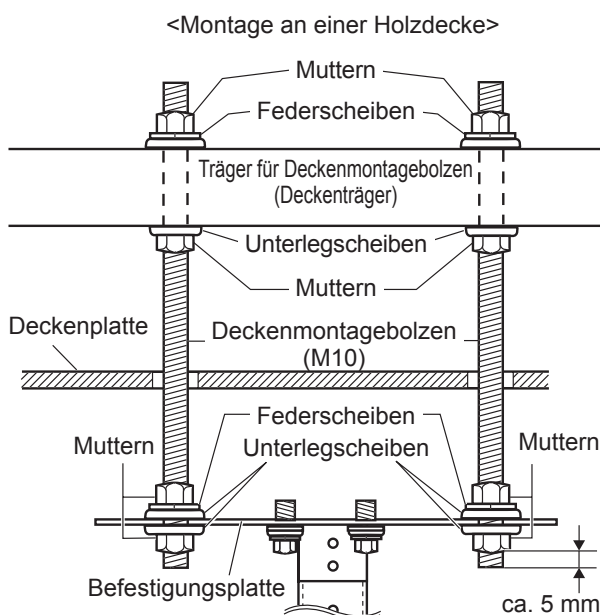 <Montage an einer Holzdecke>
Muttern
Federscheiben
Träger für Deckenmontagebolzen
(Deckenträger)
Unterlegscheiben
Muttern
Deckenplatte
Deckenmontagebolzen
(M10)
Federscheiben
Muttern
Unterlegscheiben
Muttern
Befestigungsplatte
ca. 5 mm